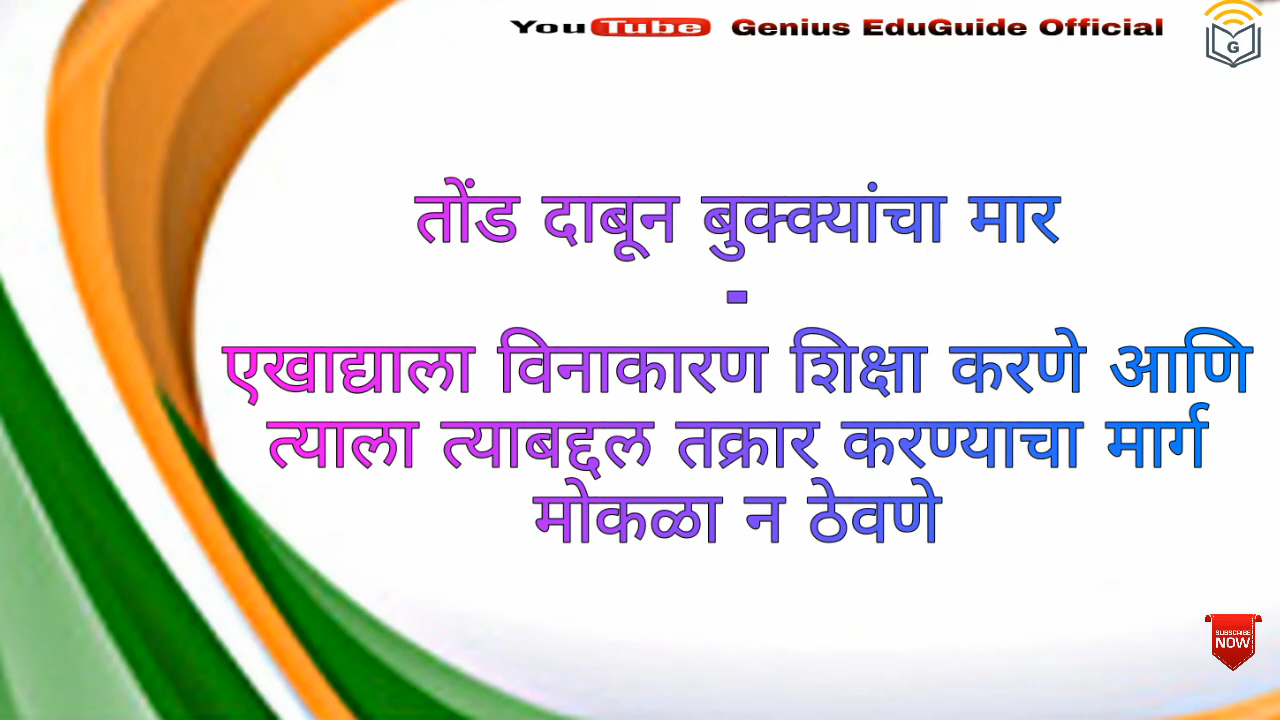 YouTube Genius EduGuide Official
G
तोंड दाबून बुक्क्यांचा मार
-
एखाद्याला विनाकारण शिक्षा करणे आणि
त्याला त्याबद्दल तक्रार करण्याचा मार्ग
मोकळा न ठेवणे
SUBSCRIBE
NOW